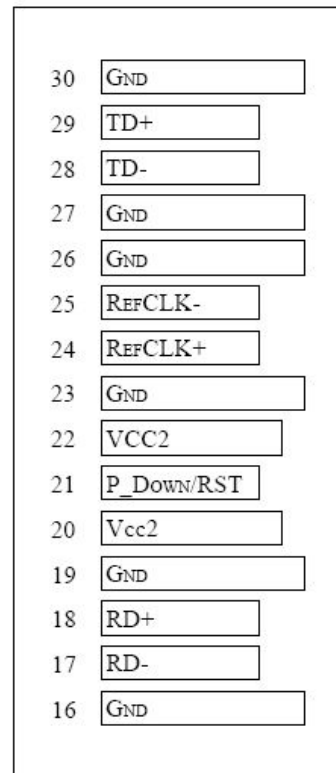 30 GND
29 TD+
28 TD-
27 GND
26 GND
25 REFCLK-
24 REFCLK+
23 GND
22 VCC2
21 P_DOWN/RST
20 Vcc2
19 GND
18 RD+
17 RD-
16 GND